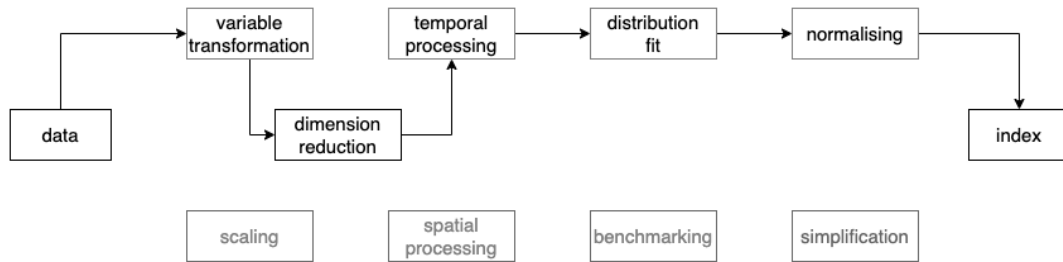 variable
transformation
temporal
processing
distribution
fit
normalising
data
dimension
reduction
index
scaling
spatial
processing
benchmarking
simplification